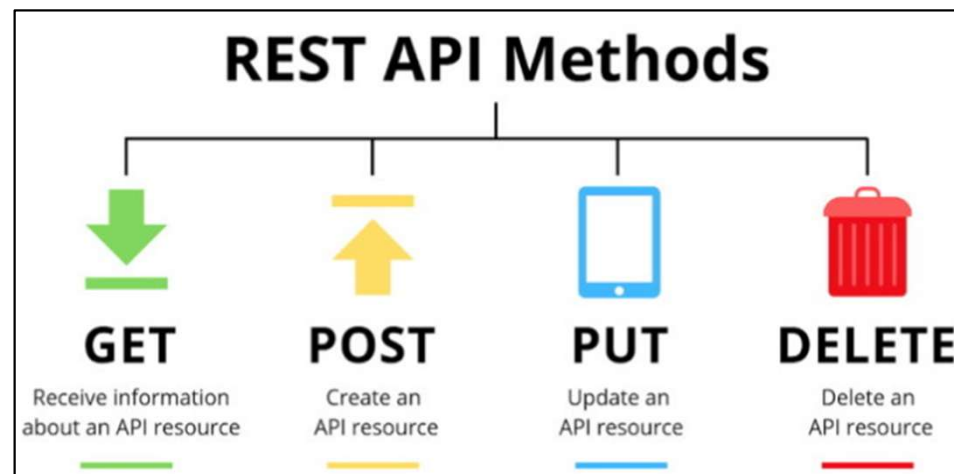 REST API Methods
GET
Receive information
about an API resource
POST
Create an
API resource
PUT
Update an
API resource
DELETE
Delete an
API resource